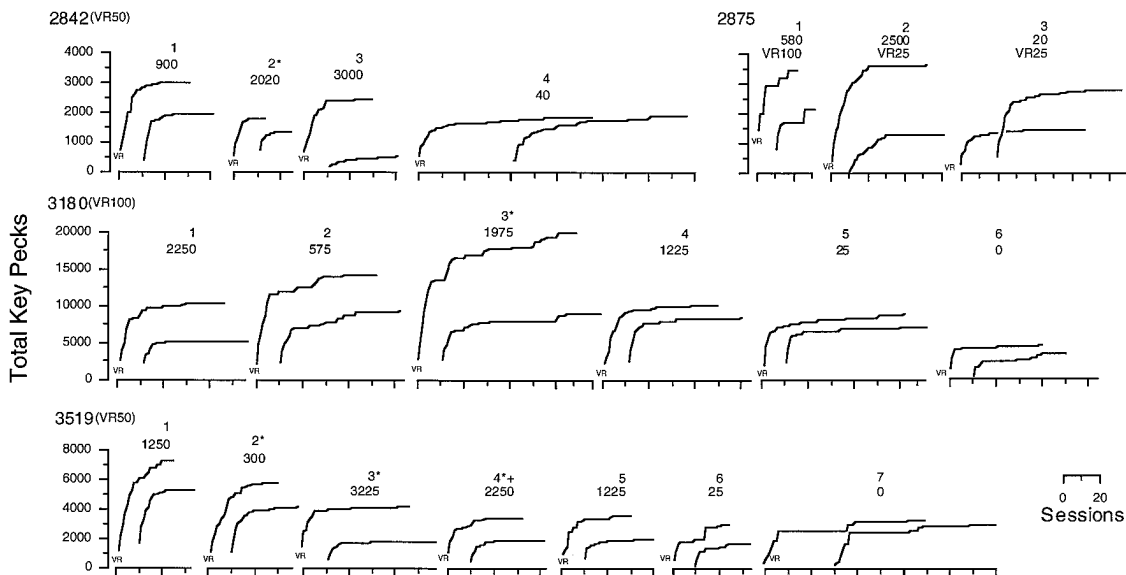 2842(VR50)
2875
1
900
2*
2020
3
3000
4
40
1
580
VR100
2
2500
VR25
3
20
VR25
4000
3000
2000
1000
0
VR
VR
VR
VR
VR
VR
VR
3180(VR100)
1
2250
2
575
3*
1975
4
1225
5
25
6
0
20000
15000
10000
5000
0
VR
VR
VR
VR
VR
VR
Total Key Pecks
3519(VR50)
1
1250
2*
300
3*
3225
4*+
2250
5
1225
6
25
7
0
8000
6000
4000
2000
0
VR
VR
VR
VR
VR
VR
VR
0 20
Sessions